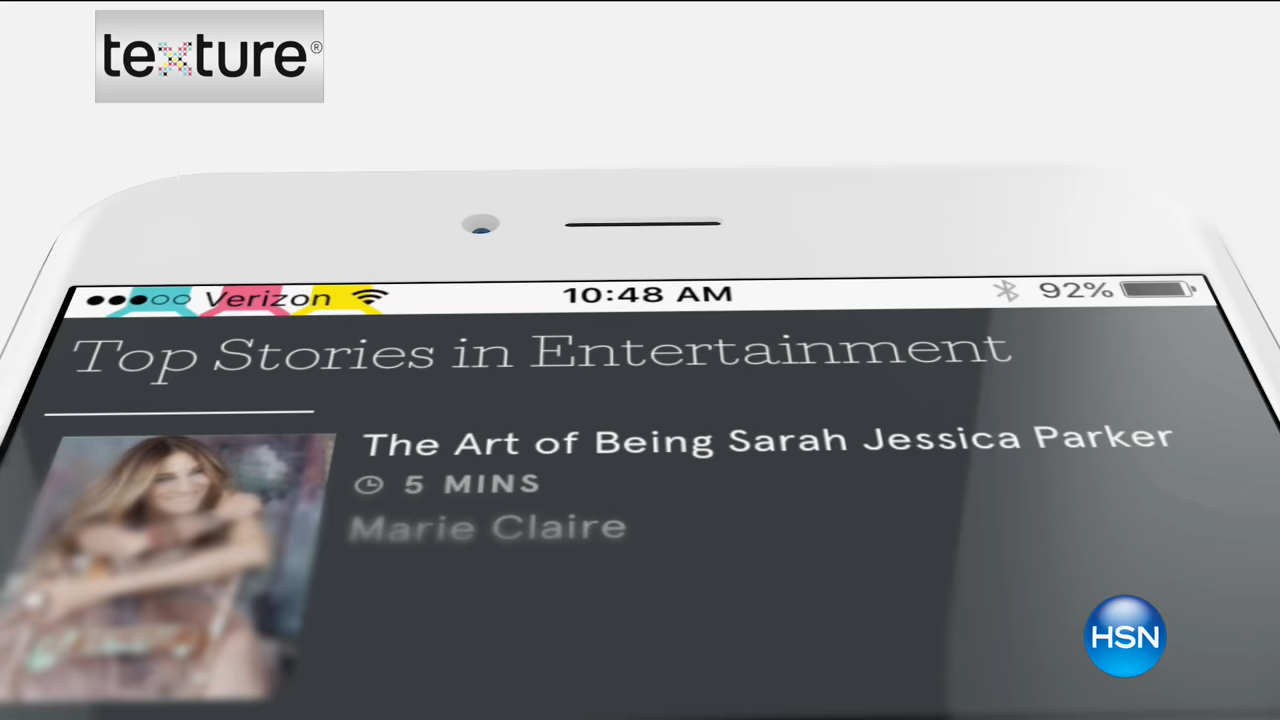 texture®
Verizon 10:48 AM 92%
Top Stories in Entertainment
The Art of Being Sarah Jessica Parker
5 MINS
Marie Claire
HSN